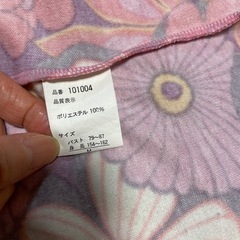 品番 101004
品質表示
ポリエステル 100%
サイズ
バスト 79～87
身長 154～162
M